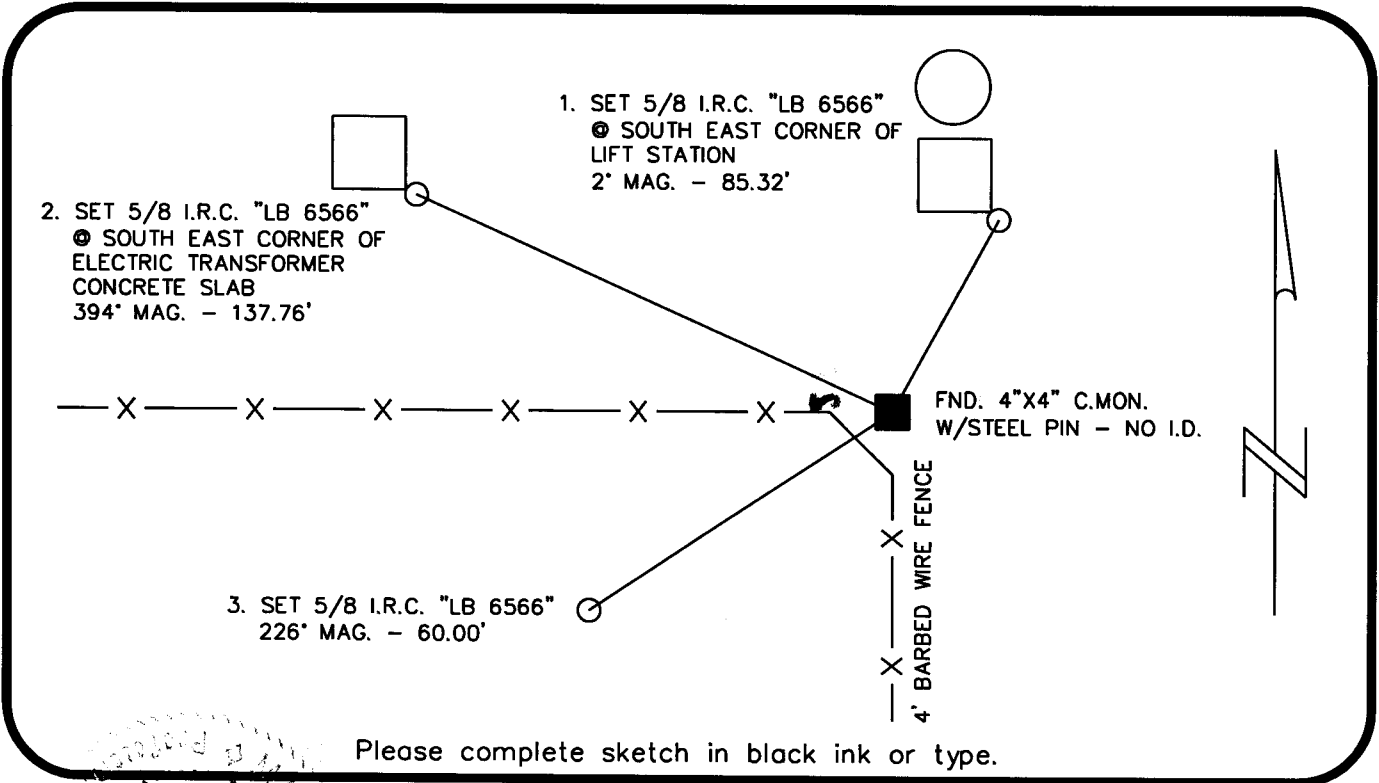 1. SET 5/8 I.R.C. "LB 6566"
@ SOUTH EAST CORNER OF
LIFT STATION
2° MAG. - 85.32'
2. SET 5/8 I.R.C. "LB 6566"
@ SOUTH EAST CORNER OF
ELECTRIC TRANSFORMER
CONCRETE SLAB
394° MAG. - 137.76'
FND. 4"X4" C.MON.
W/STEEL PIN - NO I.D.
4' BARBED WIRE FENCE
3. SET 5/8 I.R.C. "LB 6566"
226° MAG. - 60.00'
N
Please complete sketch in black ink or type.